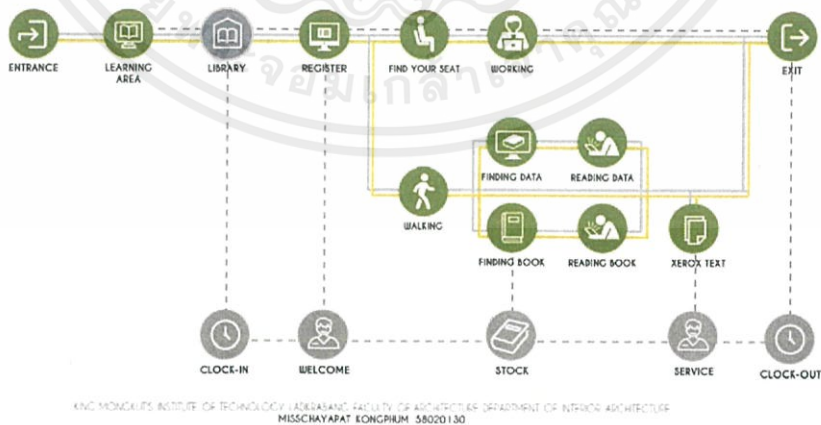 ENTRANCE
LEARNING
AREA
LIBRARY
REGISTER
FIND YOUR SEAT
WORKING
EXIT
FINDING DATA
READING DATA
WALKING
FINDING BOOK
READING BOOK
XEROX TEXT
CLOCK-IN
WELCOME
STOCK
SERVICE
CLOCK-OUT
KING MONGKUT'S INSTITUTE OF TECHNOLOGY LADKRABANG FACULTY OF ARCHITECTURE DEPARTMENT OF INTERIOR ARCHITECTURE
MISSCHAYAPAT KONGPHUM 58020130